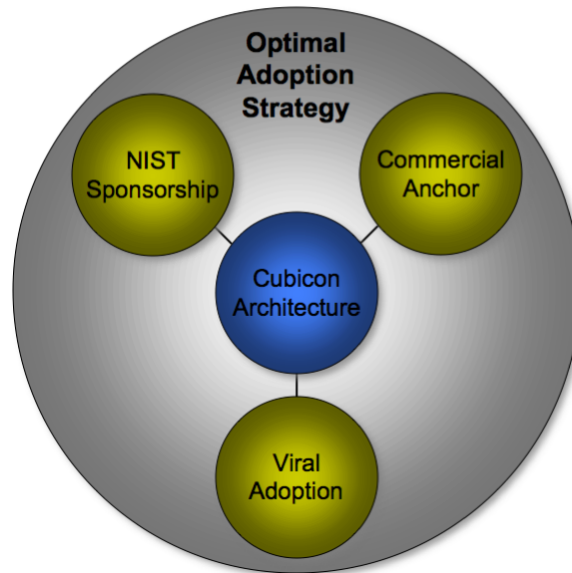 Optimal
Adoption
Strategy
NIST
Sponsorship
Commercial
Anchor
Cubicon
Architecture
Viral
Adoption